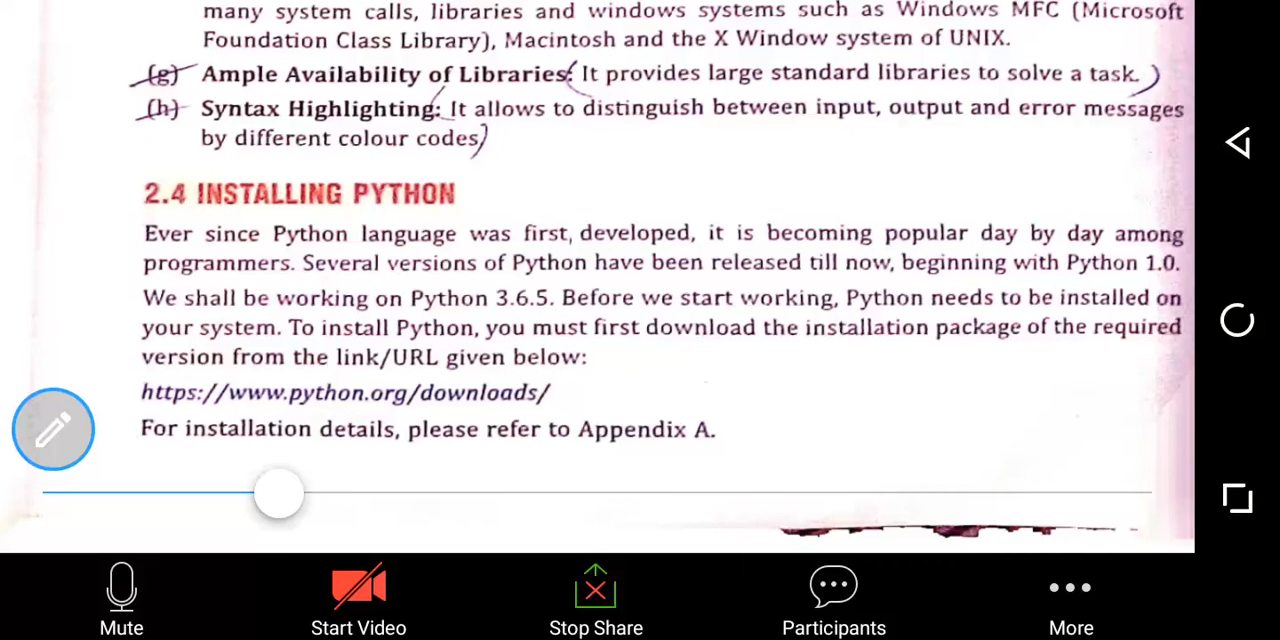 many system calls, libraries and windows systems such as Windows MFC (Microsoft
Foundation Class Library), Macintosh and the X Window system of UNIX.
(g) Ample Availability of Libraries: It provides large standard libraries to solve a task.
(h) Syntax Highlighting: It allows to distinguish between input, output and error messages
by different colour codes
2.4 INSTALLING PYTHON
Ever since Python language was first, developed, it is becoming popular day by day among
programmers. Several versions of Python have been released till now, beginning with Python 1.0.
We shall be working on Python 3.6.5. Before we start working, Python needs to be installed on
your system. To install Python, you must first download the installation package of the required
version from the link/URL given below:
https://www.python.org/downloads/
For installation details, please refer to Appendix A.
Mute Start Video Stop Share Participants More